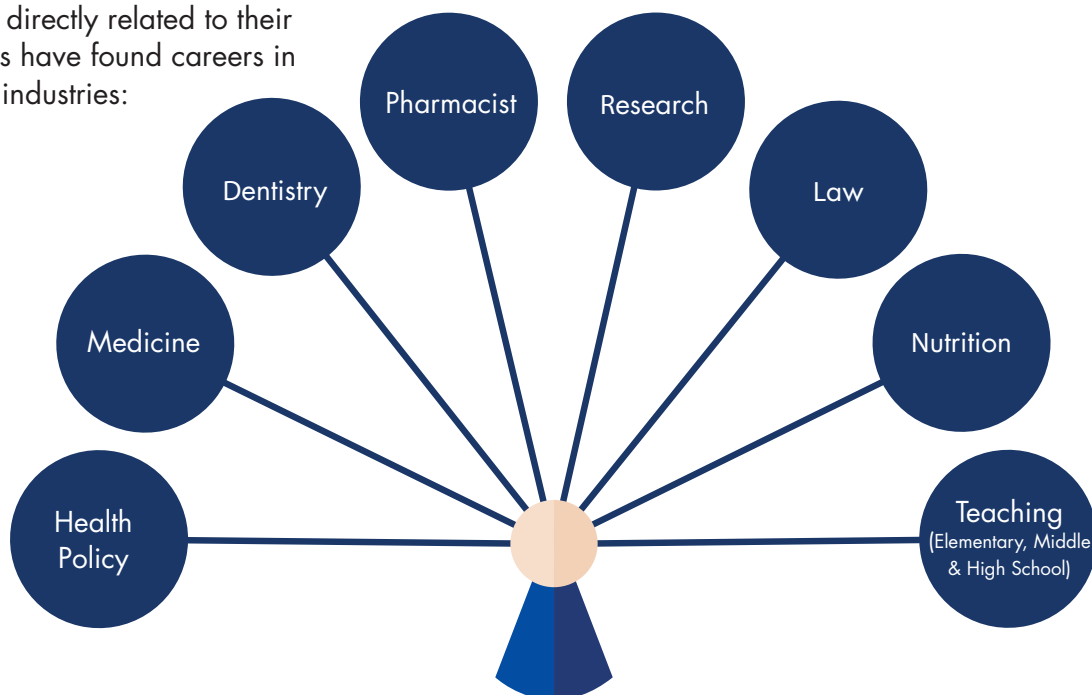 directly related to their
s have found careers in
industries:
Pharmacist
Research
Dentistry
Law
Medicine
Nutrition
Health
Policy
Teaching
(Elementary, Middle
& High School)